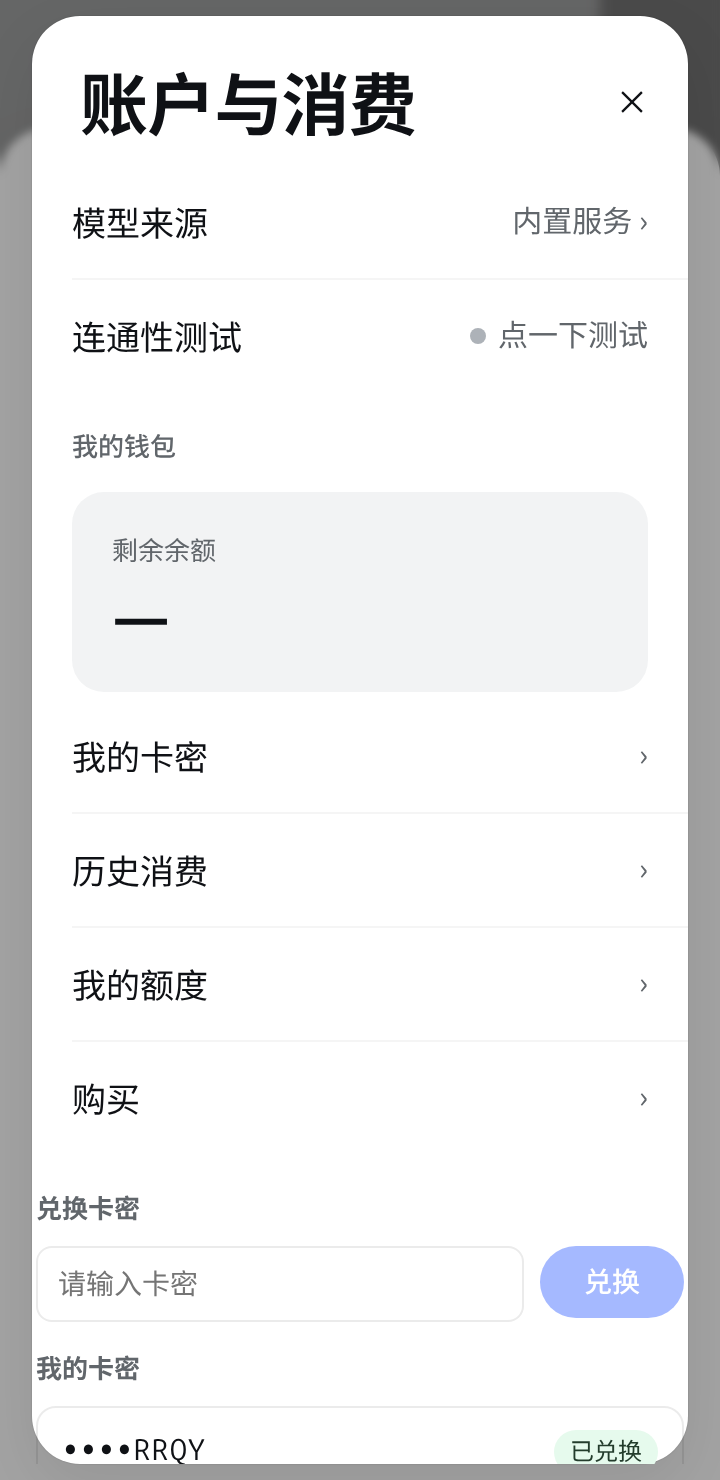 账户与消费
模型来源 内置服务 ›
连通性测试 点一下测试
我的钱包
剩余余额
—
我的卡密 ›
历史消费 ›
我的额度 ›
购买 ›
兑换卡密
请输入卡密 兑换
我的卡密
••••RRQY 已兑换